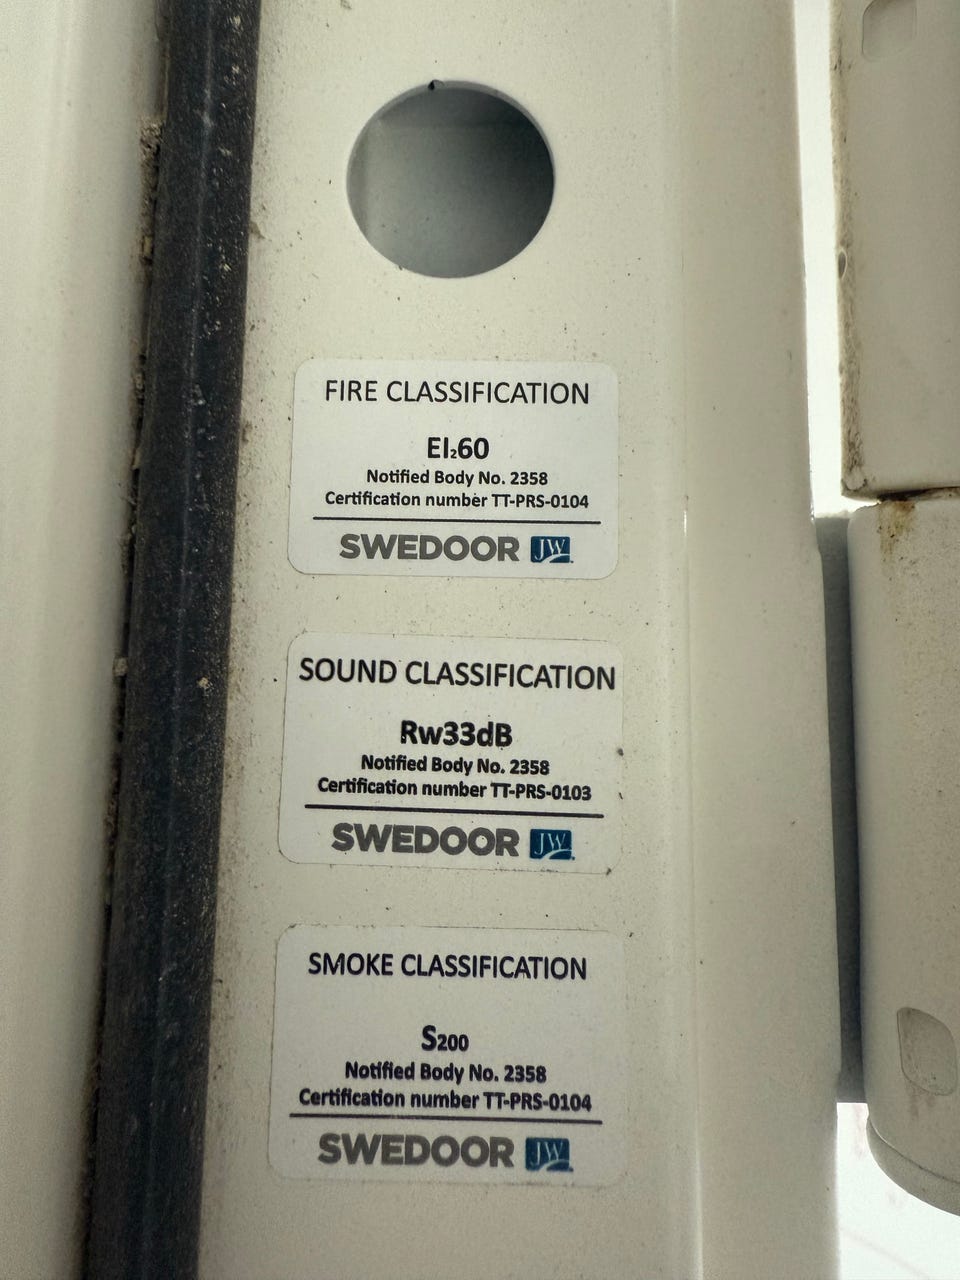 FIRE CLASSIFICATION
EI₂60
Notified Body No. 2358
Certification number TT-PRS-0104
SWEDOOR JW
SOUND CLASSIFICATION
Rw33dB
Notified Body No. 2358
Certification number TT-PRS-0103
SWEDOOR JW
SMOKE CLASSIFICATION
S200
Notified Body No. 2358
Certification number TT-PRS-0104
SWEDOOR JW